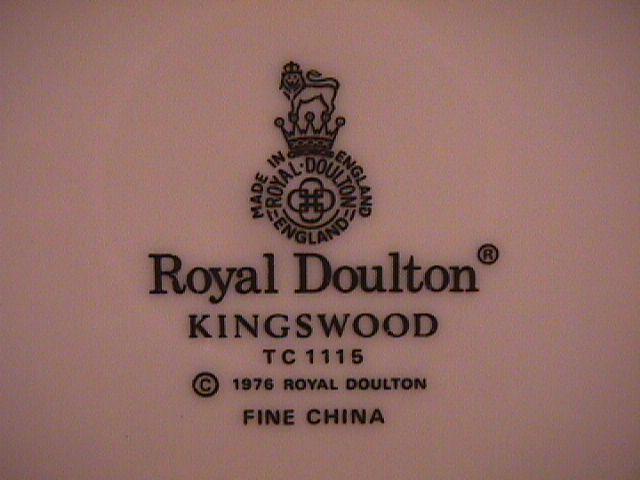 MADE IN ENGLAND
ROYAL·DOULTON
ENGLAND
Royal Doulton®
KINGSWOOD
TC 1115
© 1976 ROYAL DOULTON
FINE CHINA